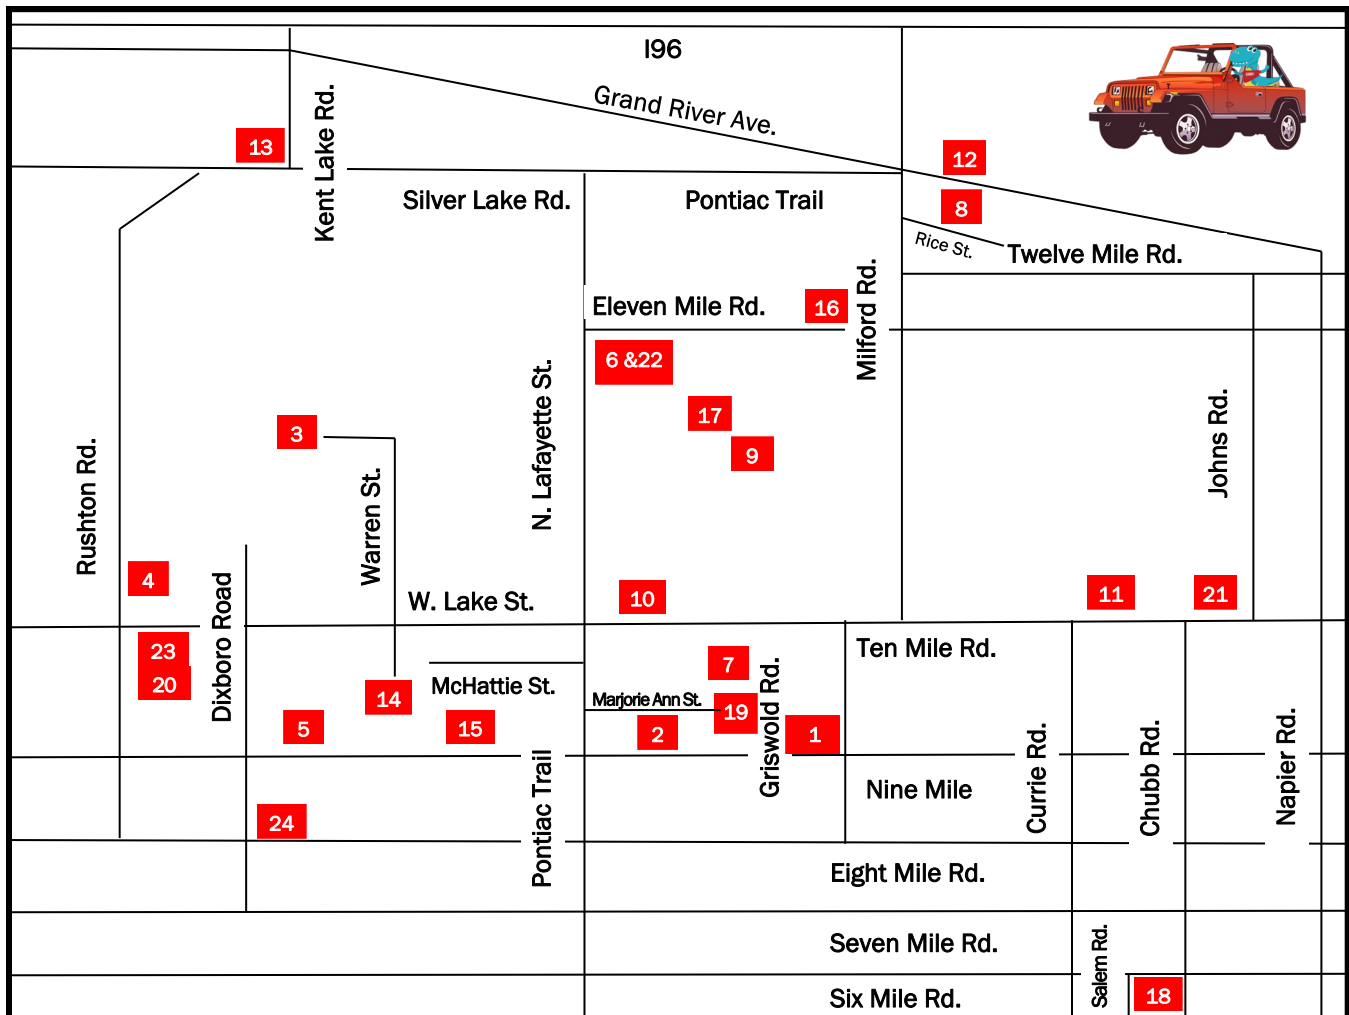 I96
Grand River Ave.
Kent Lake Rd.
13
12
Silver Lake Rd.
Pontiac Trail
8
Rice St.
Twelve Mile Rd.
Eleven Mile Rd.
16
Milford Rd.
6 &22
N. Lafayette St.
17
Johns Rd.
3
9
Rushton Rd.
Warren St.
4
Dixboro Road
W. Lake St.
10
11
21
23
7
Ten Mile Rd.
20
14
McHattie St.
Marjorie Ann St.
19
Griswold Rd.
5
15
2
1
Currie Rd.
Chubb Rd.
Napier Rd.
Pontiac Trail
Nine Mile
24
Eight Mile Rd.
Seven Mile Rd.
Salem Rd.
Six Mile Rd.
18